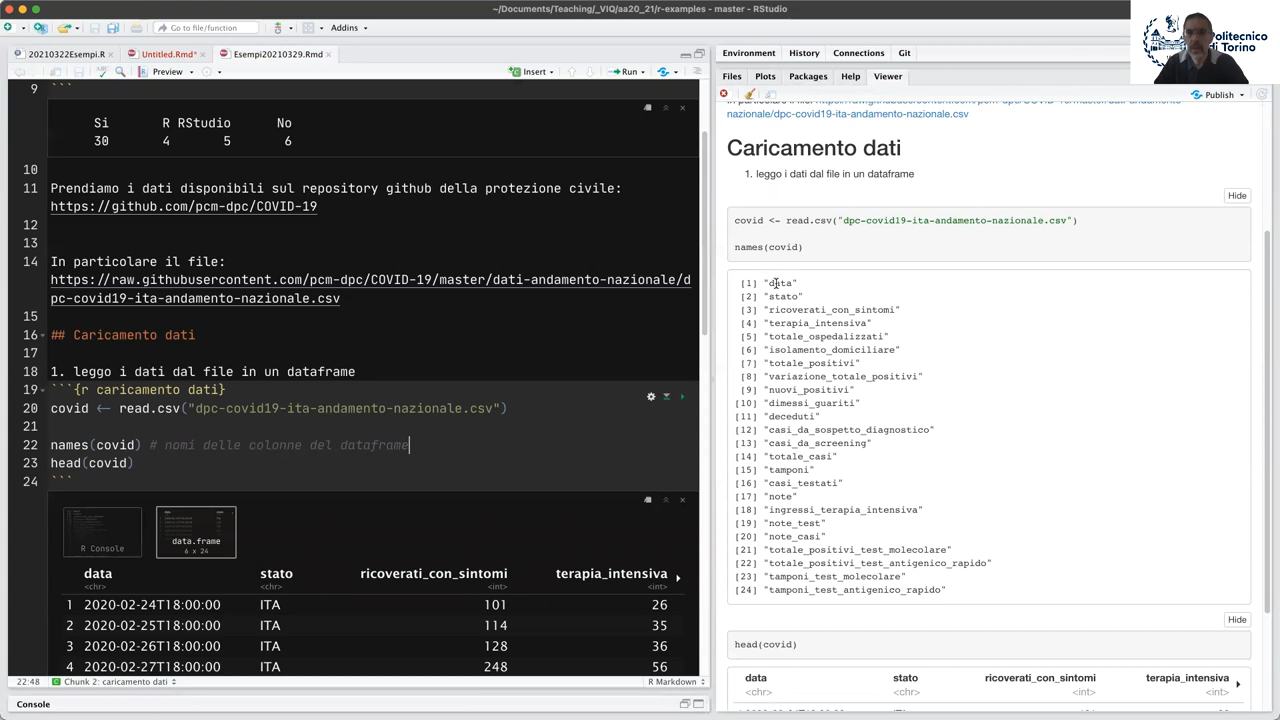 ~/Documents/Teaching/_VIQ/aa20_21/r-examples - master - RStudio
Go to file/function
Addins
20210322Esempi.R
Untitled.Rmd*
Esempi20210329.Rmd
Preview
Insert
Run
9 ```
Si R RStudio No
30 4 5 6
10
11 Prendiamo i dati disponibili sul repository github della protezione civile:
https://github.com/pcm-dpc/COVID-19
12
13
14 In particolare il file:
https://raw.githubusercontent.com/pcm-dpc/COVID-19/master/dati-andamento-nazionale/d
pc-covid19-ita-andamento-nazionale.csv
15
16 ## Caricamento dati
17
18 1. leggo i dati dal file in un dataframe
19 ```{r caricamento dati}
20 covid <- read.csv("dpc-covid19-ita-andamento-nazionale.csv")
21
22 names(covid) # nomi delle colonne del dataframe
23 head(covid)
24 ```
R Console
data.frame
6 x 24
data stato ricoverati_con_sintomi terapia_intensiva
<chr> <chr> <int> <int>
1 2020-02-24T18:00:00 ITA 101 26
2 2020-02-25T18:00:00 ITA 114 35
3 2020-02-26T18:00:00 ITA 128 36
4 2020-02-27T18:00:00 ITA 248 56
22:48 Chunk 2: caricamento dati R Markdown
Console
Environment History Connections Git
Files Plots Packages Help Viewer
Publish
Politecnico
di Torino
nazionale/dpc-covid19-ita-andamento-nazionale.csv
Caricamento dati
1. leggo i dati dal file in un dataframe
Hide
covid <- read.csv("dpc-covid19-ita-andamento-nazionale.csv")
names(covid)
[1] "data"
[2] "stato"
[3] "ricoverati_con_sintomi"
[4] "terapia_intensiva"
[5] "totale_ospedalizzati"
[6] "isolamento_domiciliare"
[7] "totale_positivi"
[8] "variazione_totale_positivi"
[9] "nuovi_positivi"
[10] "dimessi_guariti"
[11] "deceduti"
[12] "casi_da_sospetto_diagnostico"
[13] "casi_da_screening"
[14] "totale_casi"
[15] "tamponi"
[16] "casi_testati"
[17] "note"
[18] "ingressi_terapia_intensiva"
[19] "note_test"
[20] "note_casi"
[21] "totale_positivi_test_molecolare"
[22] "totale_positivi_test_antigenico_rapido"
[23] "tamponi_test_molecolare"
[24] "tamponi_test_antigenico_rapido"
Hide
head(covid)
data stato ricoverati_con_sintomi terapia_intensiva
<chr> <chr> <int> <int>